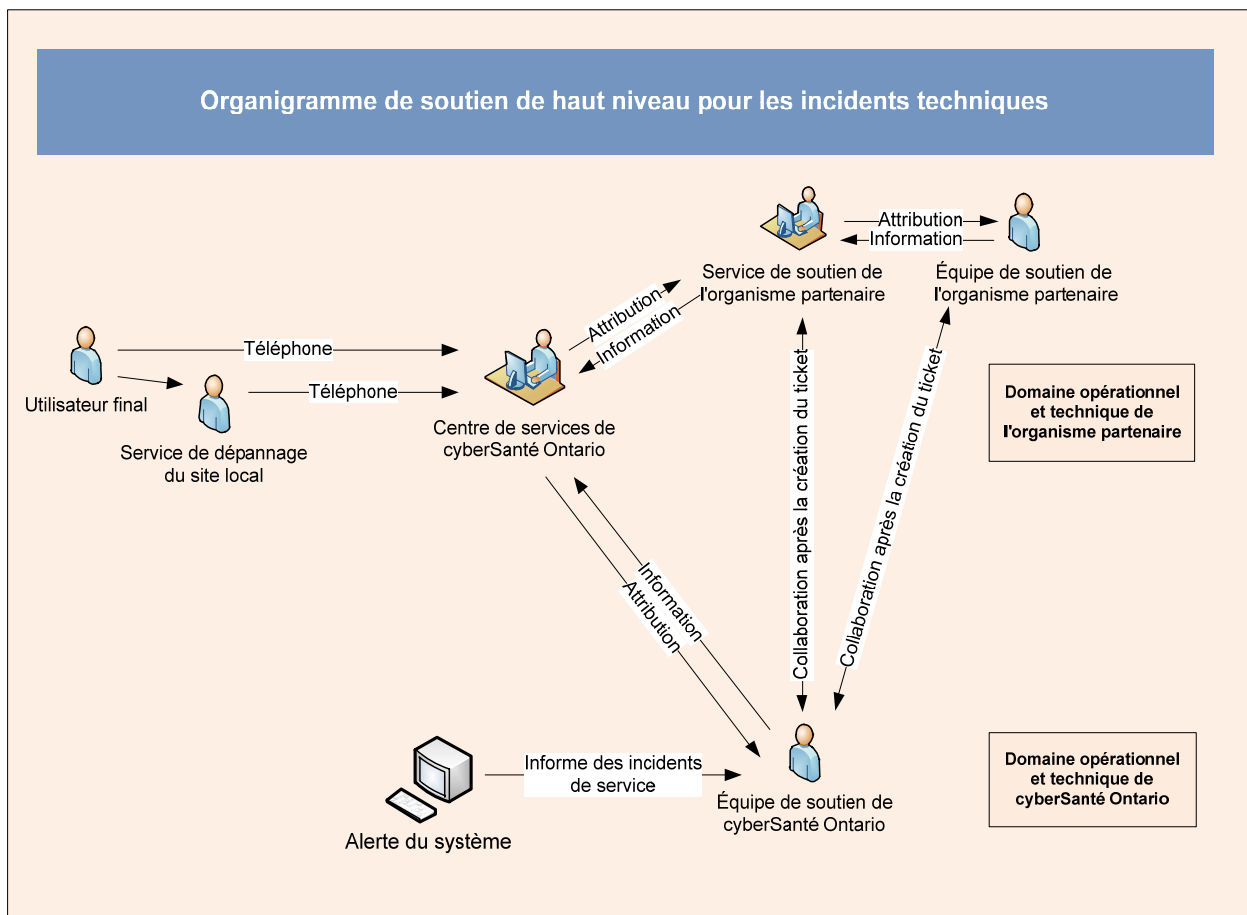 Organigramme de soutien de haut niveau pour les incidents techniques
Attribution
Information
Service de soutien de
l'organisme partenaire
Équipe de soutien de
l'organisme partenaire
Attribution
Information
Téléphone
Utilisateur final
Téléphone
Service de dépannage
du site local
Centre de services de
cyberSanté Ontario
Domaine opérationnel
et technique de
l'organisme partenaire
Collaboration après la création du ticket
Collaboration après la création du ticket
Information
Attribution
Informe des incidents
de service
Alerte du système
Équipe de soutien de
cyberSanté Ontario
Domaine opérationnel
et technique de
cyberSanté Ontario